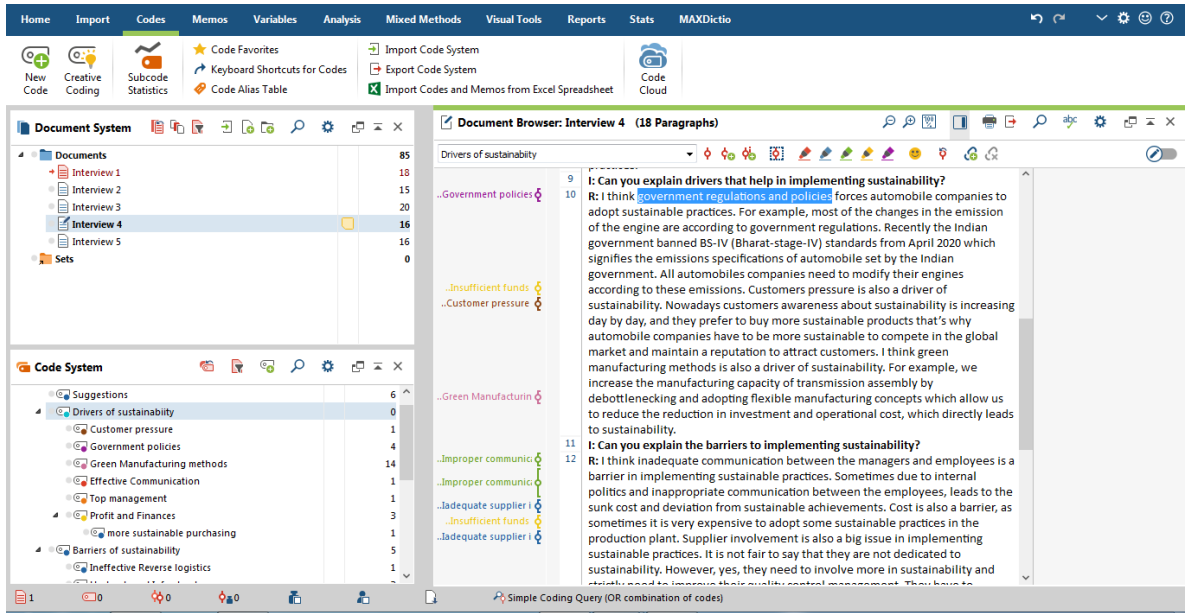 Home Import Codes Memos Variables Analysis Mixed Methods Visual Tools Reports Stats MAXDictio
New Code
Creative Coding
Subcode Statistics
Code Favorites
Keyboard Shortcuts for Codes
Code Alias Table
Import Code System
Export Code System
Import Codes and Memos from Excel Spreadsheet
Code Cloud
Document System
Documents 85
Interview 1 18
Interview 2 15
Interview 3 20
Interview 4 16
Interview 5 16
Sets 0
Code System
Suggestions 6
Drivers of sustainabiity 0
Customer pressure 1
Government policies 4
Green Manufacturing methods 14
Effective Communication 1
Top management 1
Profit and Finances 3
more sustainable purchasing 1
Barriers of sustainability 5
Ineffective Reverse logistics 1
Document Browser: Interview 4 (18 Paragraphs)
abc
Drivers of sustainabiity
..Government policies
..Insufficient funds
..Customer pressure
..Green Manufacturin
..Improper communic
..Improper communic
..Iadequate supplier i
..Insufficient funds
..Iadequate supplier i
9 I: Can you explain drivers that help in implementing sustainability?
10 R: I think government regulations and policies forces automobile companies to
adopt sustainable practices. For example, most of the changes in the emission
of the engine are according to government regulations. Recently the Indian
government banned BS-IV (Bharat-stage-IV) standards from April 2020 which
signifies the emissions specifications of automobile set by the Indian
government. All automobiles companies need to modify their engines
according to these emissions. Customers pressure is also a driver of
sustainability. Nowadays customers awareness about sustainability is increasing
day by day, and they prefer to buy more sustainable products that's why
automobile companies have to be more sustainable to compete in the global
market and maintain a reputation to attract customers. I think green
manufacturing methods is also a driver of sustainability. For example, we
increase the manufacturing capacity of transmission assembly by
debottlenecking and adopting flexible manufacturing concepts which allow us
to reduce the reduction in investment and operational cost, which directly leads
to sustainability.
11 I: Can you explain the barriers to implementing sustainability?
12 R: I think inadequate communication between the managers and employees is a
barrier in implementing sustainable practices. Sometimes due to internal
politics and inappropriate communication between the employees, leads to the
sunk cost and deviation from sustainable achievements. Cost is also a barrier, as
sometimes it is very expensive to adopt some sustainable practices in the
production plant. Supplier involvement is also a big issue in implementing
sustainable practices. It is not fair to say that they are not dedicated to
sustainability. However, yes, they need to involve more in sustainability and
strictly need to improve their quality control management. They have to
1 0 0 0
Simple Coding Query (OR combination of codes)